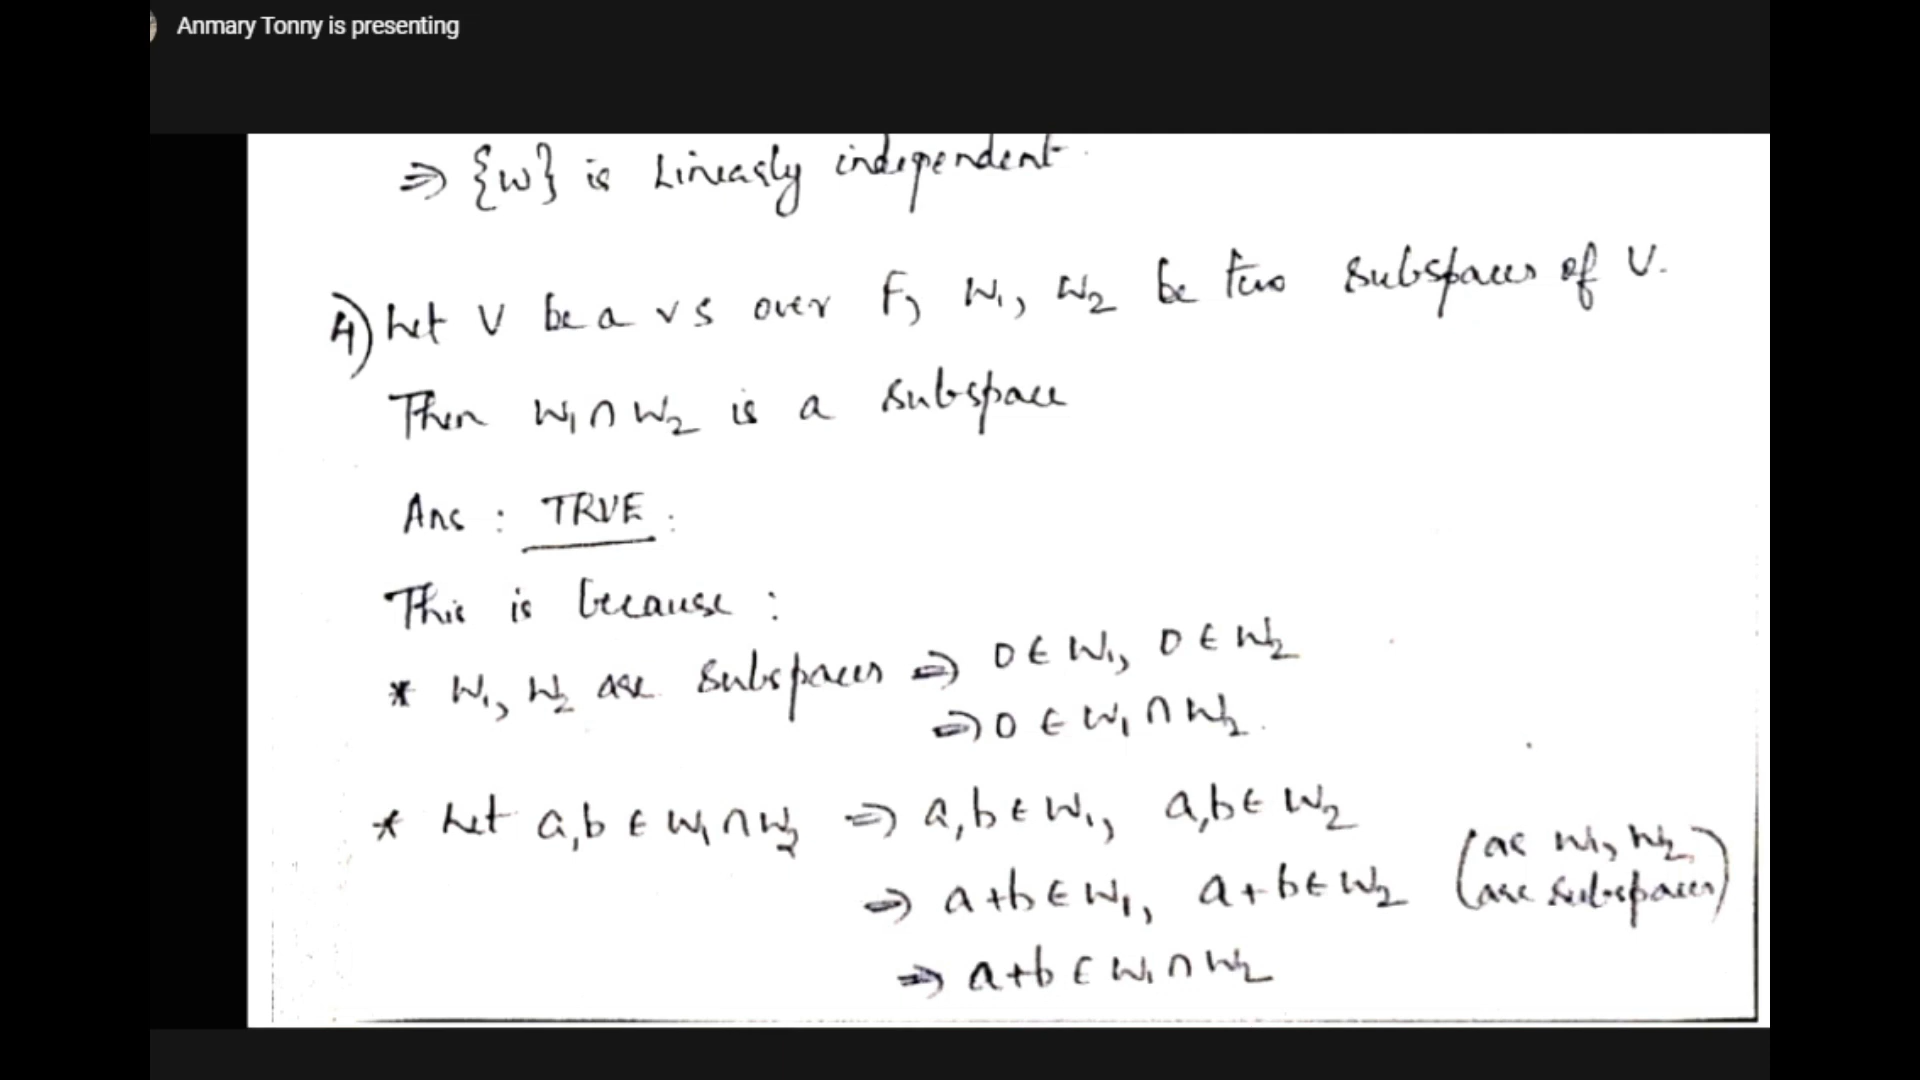 Anmary Tonny is presenting
⇒ {w} is Linearly independent.
4) Let V be a vs over F, W₁, W₂ be two subspaces of V.
Then W₁ ∩ W₂ is a subspace
Ans : TRUE.
This is because :
* W₁, W₂ are subspaces ⇒ 0 ∈ W₁, 0 ∈ W₂
⇒ 0 ∈ W₁ ∩ W₂.
* Let a,b ∈ W₁ ∩ W₂ ⇒ a,b ∈ W₁, a,b ∈ W₂
⇒ a+b ∈ W₁, a+b ∈ W₂ (as W₁, W₂ are subspaces)
⇒ a+b ∈ W₁ ∩ W₂